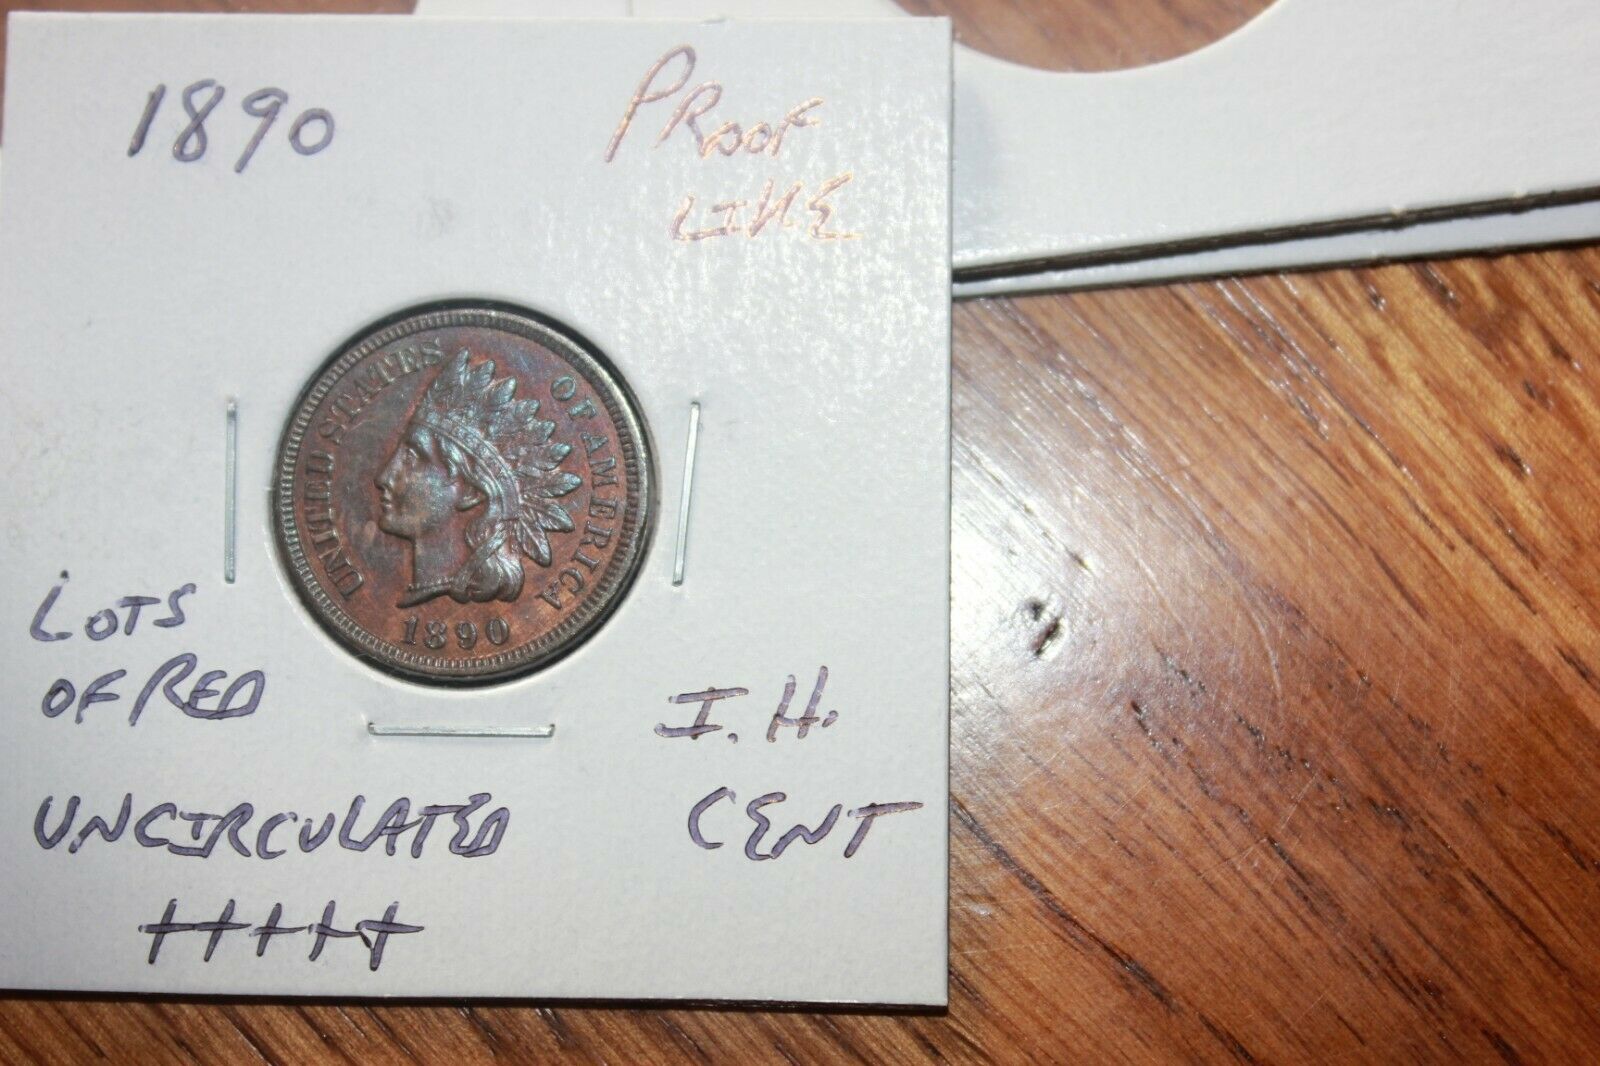 1890
PROOF
LIKE
UNITED STATES OF AMERICA
1890
LOTS
OF RED
I.H.
CENT
UNCIRCULATED
+++++